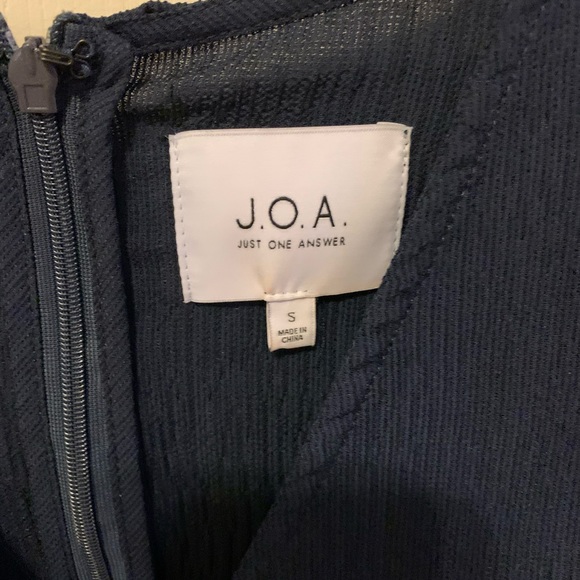 J.O.A.
JUST ONE ANSWER
S
MADE IN
CHINA